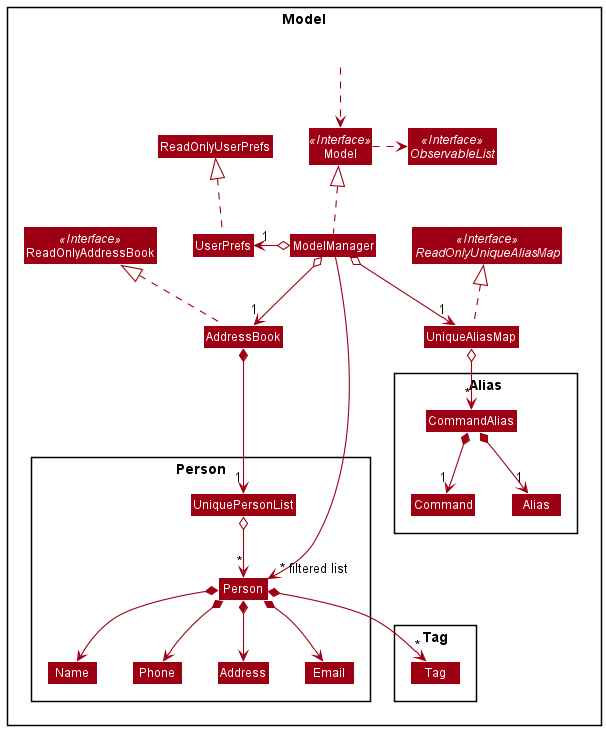 Model
«Interface»
Model
«Interface»
ObservableList
ReadOnlyUserPrefs
«Interface»
ReadOnlyAddressBook
UserPrefs
1
ModelManager
«Interface»
ReadOnlyUniqueAliasMap
1
1
AddressBook
UniqueAliasMap
Alias
*
CommandAlias
Person
1
1
1
UniquePersonList
Command
Alias
*
* filtered list
Person
Tag
*
Name
Phone
Address
Email
Tag